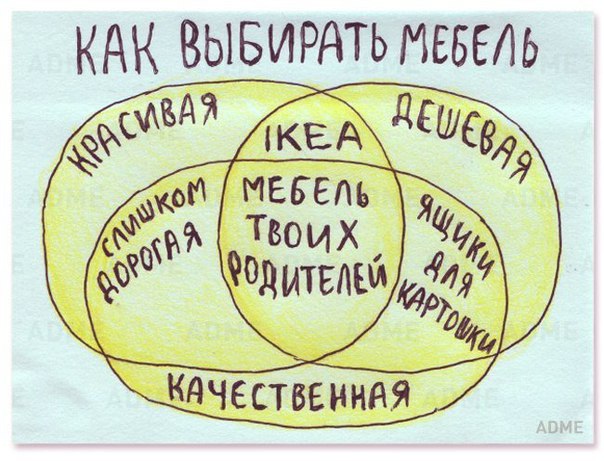 КАК ВЫБИРАТЬ МЕБЕЛЬ
КРАСИВАЯ
ДЕШЕВАЯ
IKEA
СЛИШКОМ
ДОРОГАЯ
МЕБЕЛЬ
ТВОИХ
РОДИТЕЛЕЙ
ЯЩИКИ
ДЛЯ
КАРТОШКИ
КАЧЕСТВЕННАЯ
ADME